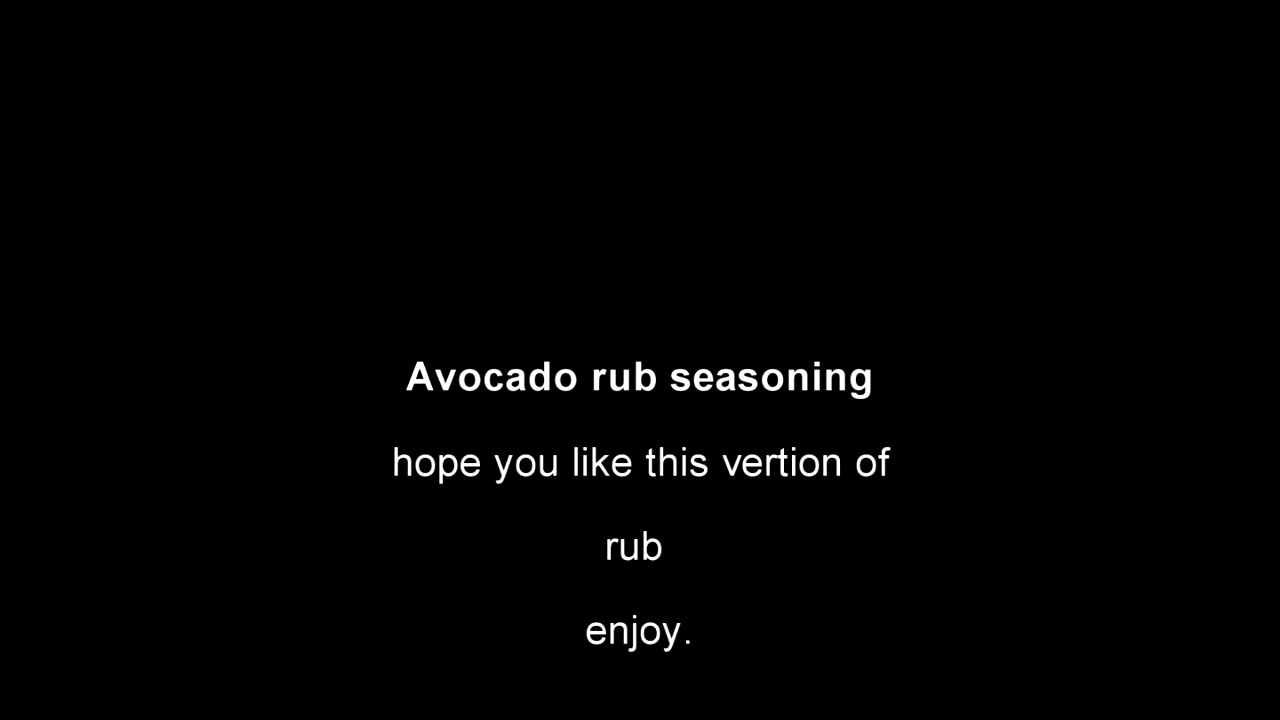 Avocado rub seasoning
hope you like this vertion of
rub
enjoy.